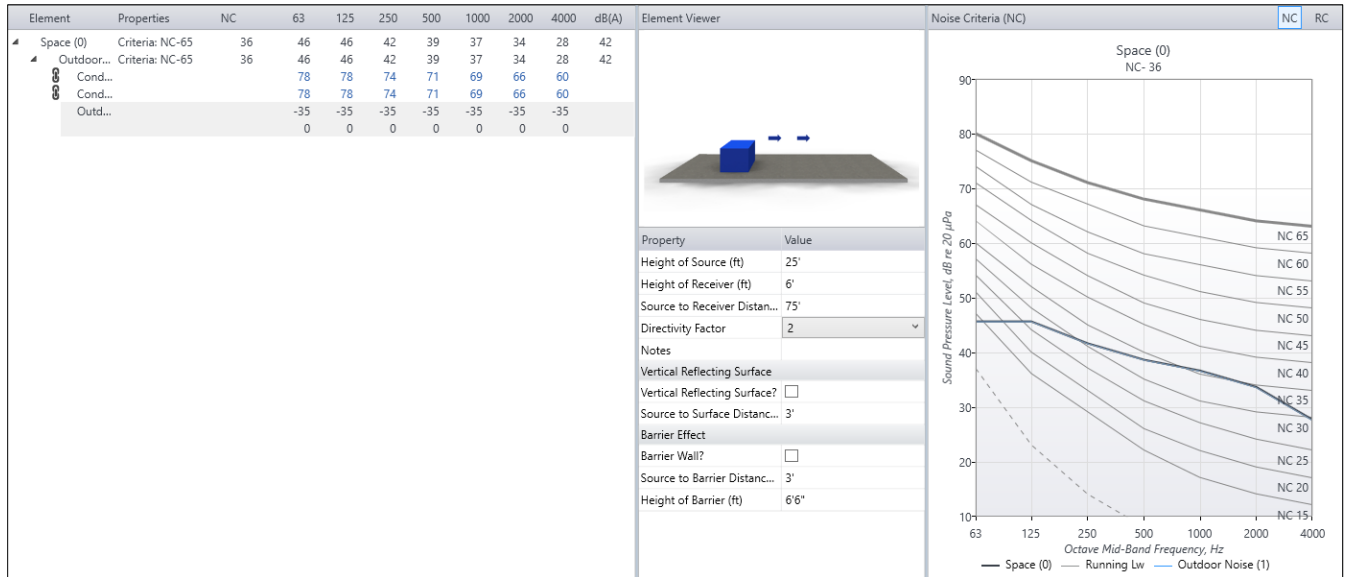 Element Properties NC 63 125 250 500 1000 2000 4000 dB(A)
Space (0) Criteria: NC-65 36 46 46 42 39 37 34 28 42
Outdoor... Criteria: NC-65 36 46 46 42 39 37 34 28 42
Cond... 78 78 74 71 69 66 60
Cond... 78 78 74 71 69 66 60
Outd... -35 -35 -35 -35 -35 -35 -35
0 0 0 0 0 0 0
Element Viewer
Property Value
Height of Source (ft) 25'
Height of Receiver (ft) 6'
Source to Receiver Distan... 75'
Directivity Factor 2
Notes
Vertical Reflecting Surface
Vertical Reflecting Surface?
Source to Surface Distanc... 3'
Barrier Effect
Barrier Wall?
Source to Barrier Distanc... 3'
Height of Barrier (ft) 6'6"
Noise Criteria (NC) NC RC
Space (0)
NC- 36
Sound Pressure Level, dB re 20 µPa
90
80
70
60
50
40
30
20
10
NC 65
NC 60
NC 55
NC 50
NC 45
NC 40
NC 35
NC 30
NC 25
NC 20
NC 15
63 125 250 500 1000 2000 4000
Octave Mid-Band Frequency, Hz
Space (0) Running Lw Outdoor Noise (1)